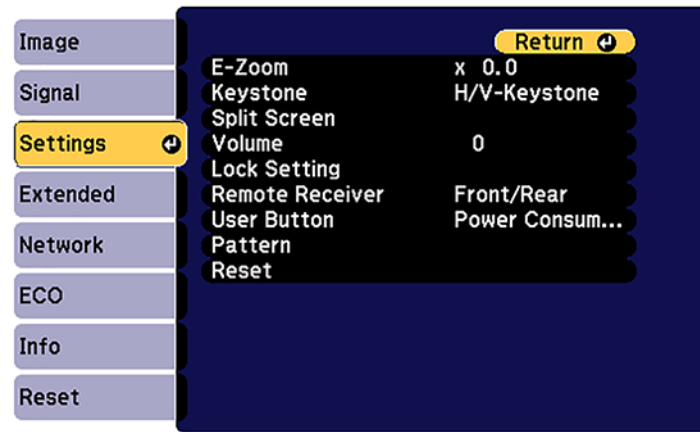 Image
Signal
Settings
Extended
Network
ECO
Info
Reset
Return
E-Zoom x 0.0
Keystone H/V-Keystone
Split Screen
Volume 0
Lock Setting
Remote Receiver Front/Rear
User Button Power Consum...
Pattern
Reset